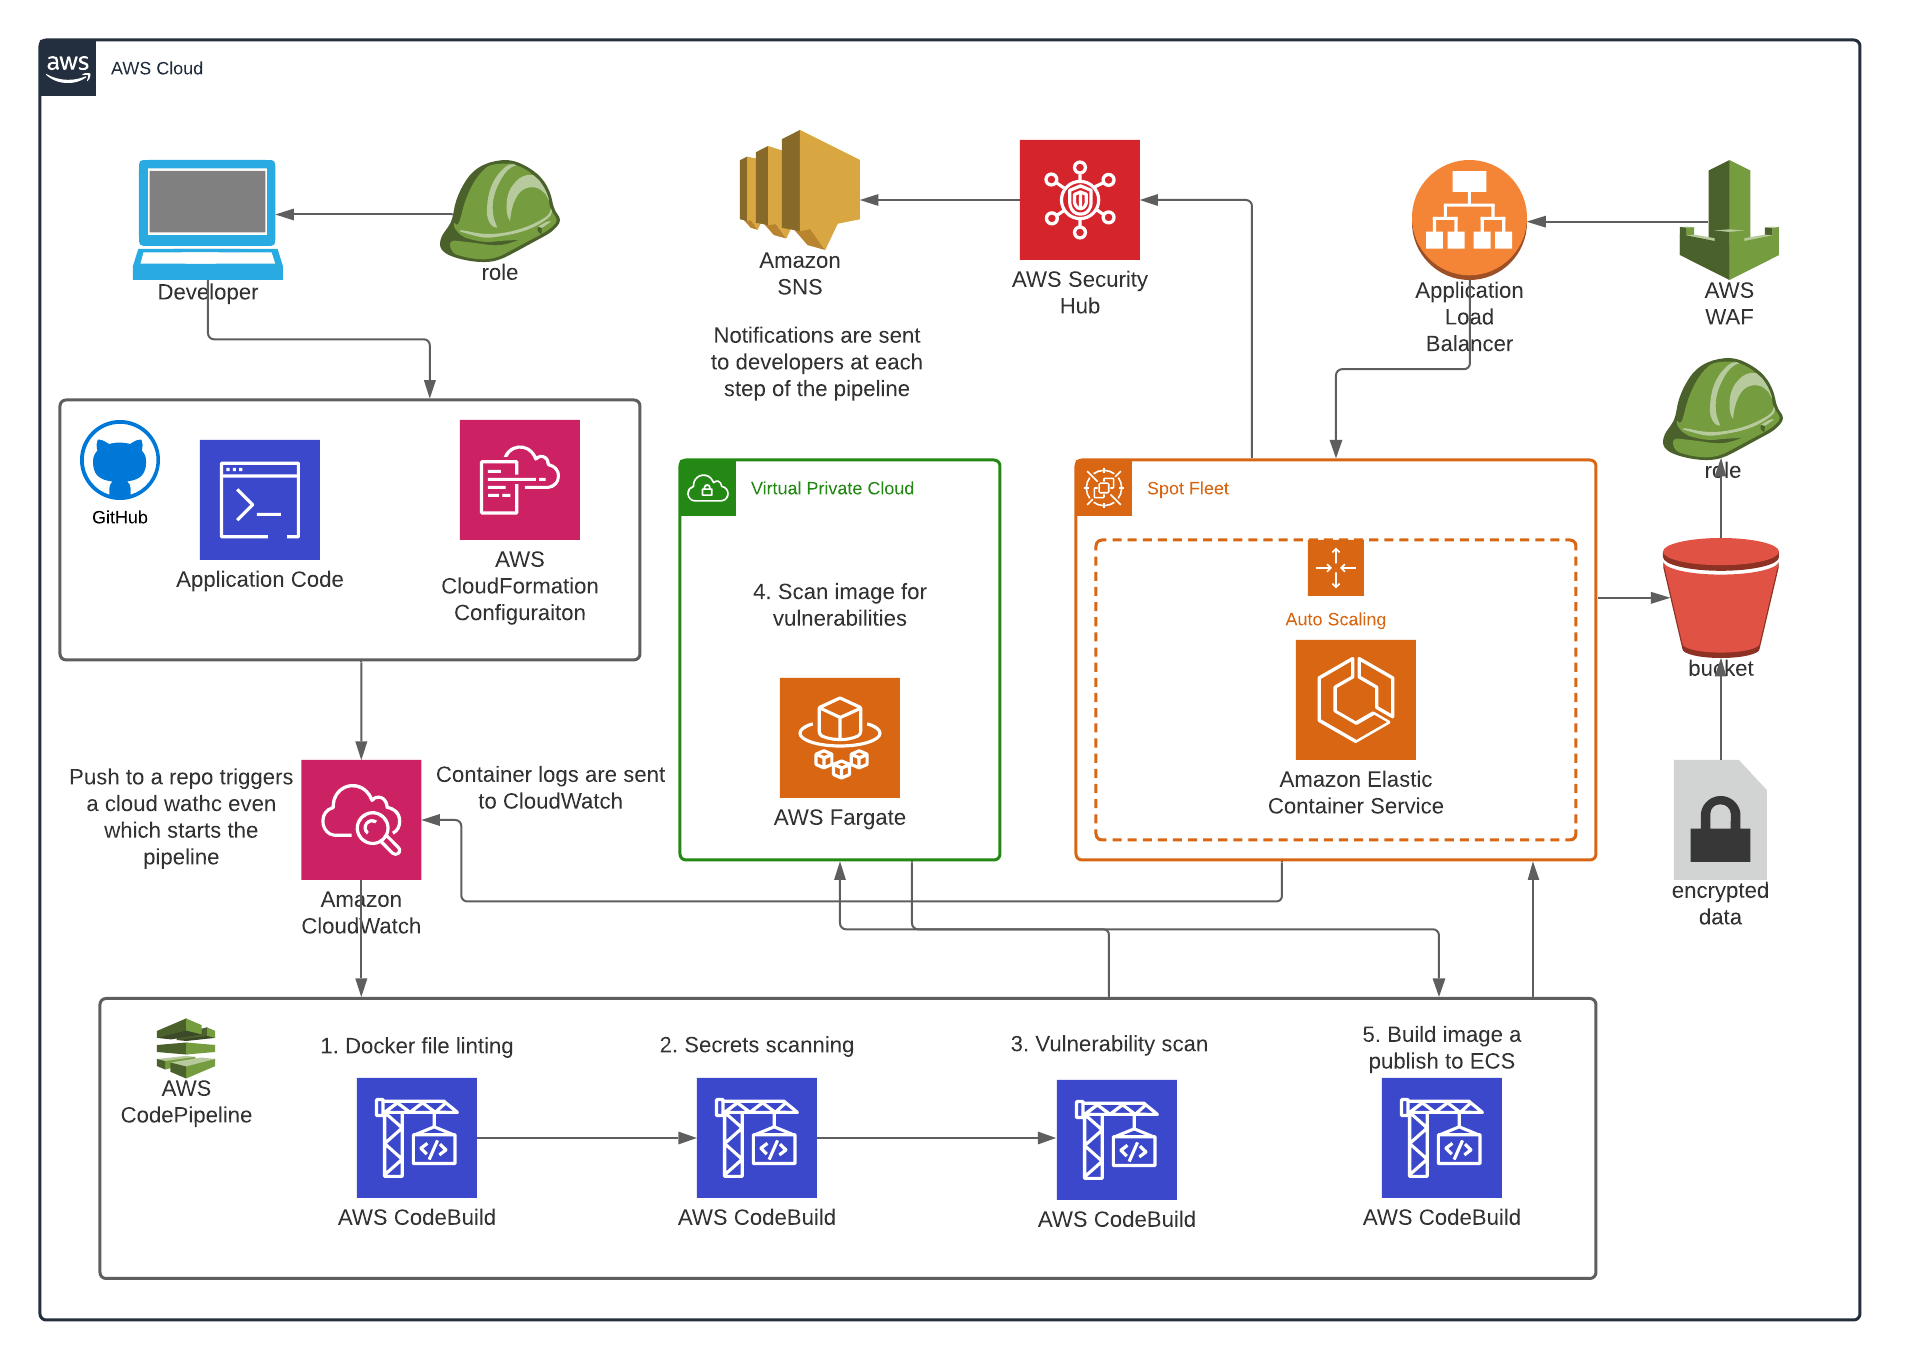 aws
AWS Cloud
Developer
role
Amazon
SNS
Notifications are sent
to developers at each
step of the pipeline
AWS Security
Hub
Application
Load
Balancer
AWS
WAF
role
GitHub
Application Code
AWS
CloudFormation
Configuraiton
Virtual Private Cloud
4. Scan image for
vulnerabilities
AWS Fargate
Spot Fleet
Auto Scaling
Amazon Elastic
Container Service
bucket
encrypted
data
Push to a repo triggers
a cloud wathc even
which starts the
pipeline
Container logs are sent
to CloudWatch
Amazon
CloudWatch
AWS
CodePipeline
1. Docker file linting
AWS CodeBuild
2. Secrets scanning
AWS CodeBuild
3. Vulnerability scan
AWS CodeBuild
5. Build image a
publish to ECS
AWS CodeBuild